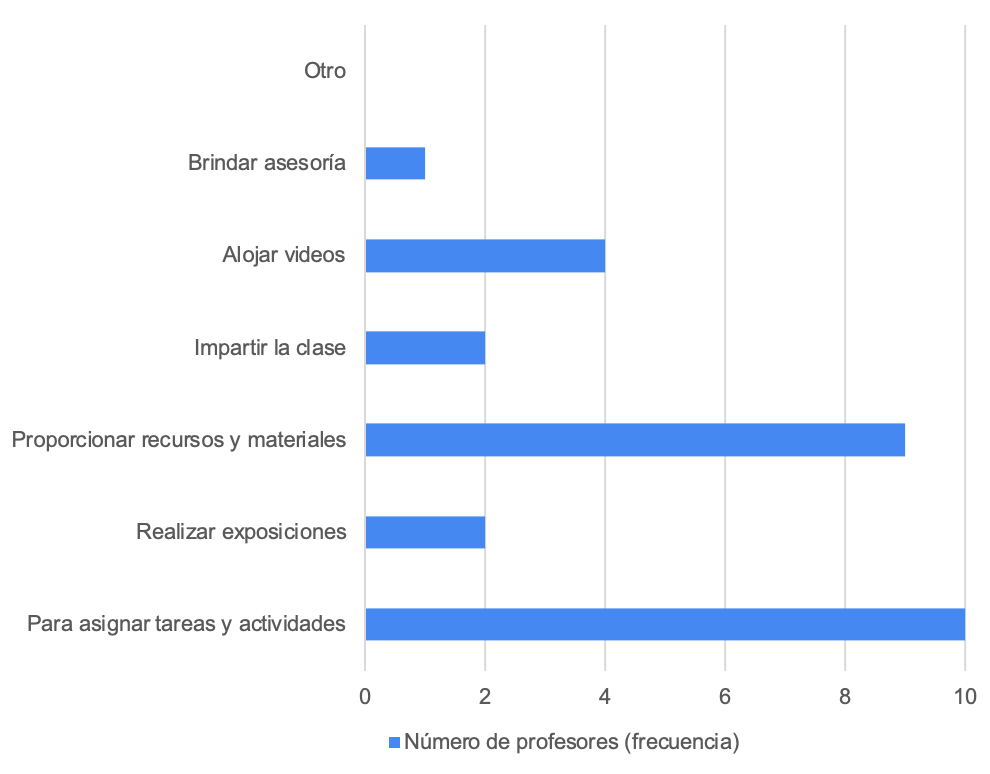 Otro
Brindar asesoría
Alojar videos
Impartir la clase
Proporcionar recursos y materiales
Realizar exposiciones
Para asignar tareas y actividades
0 2 4 6 8 10
Número de profesores (frecuencia)